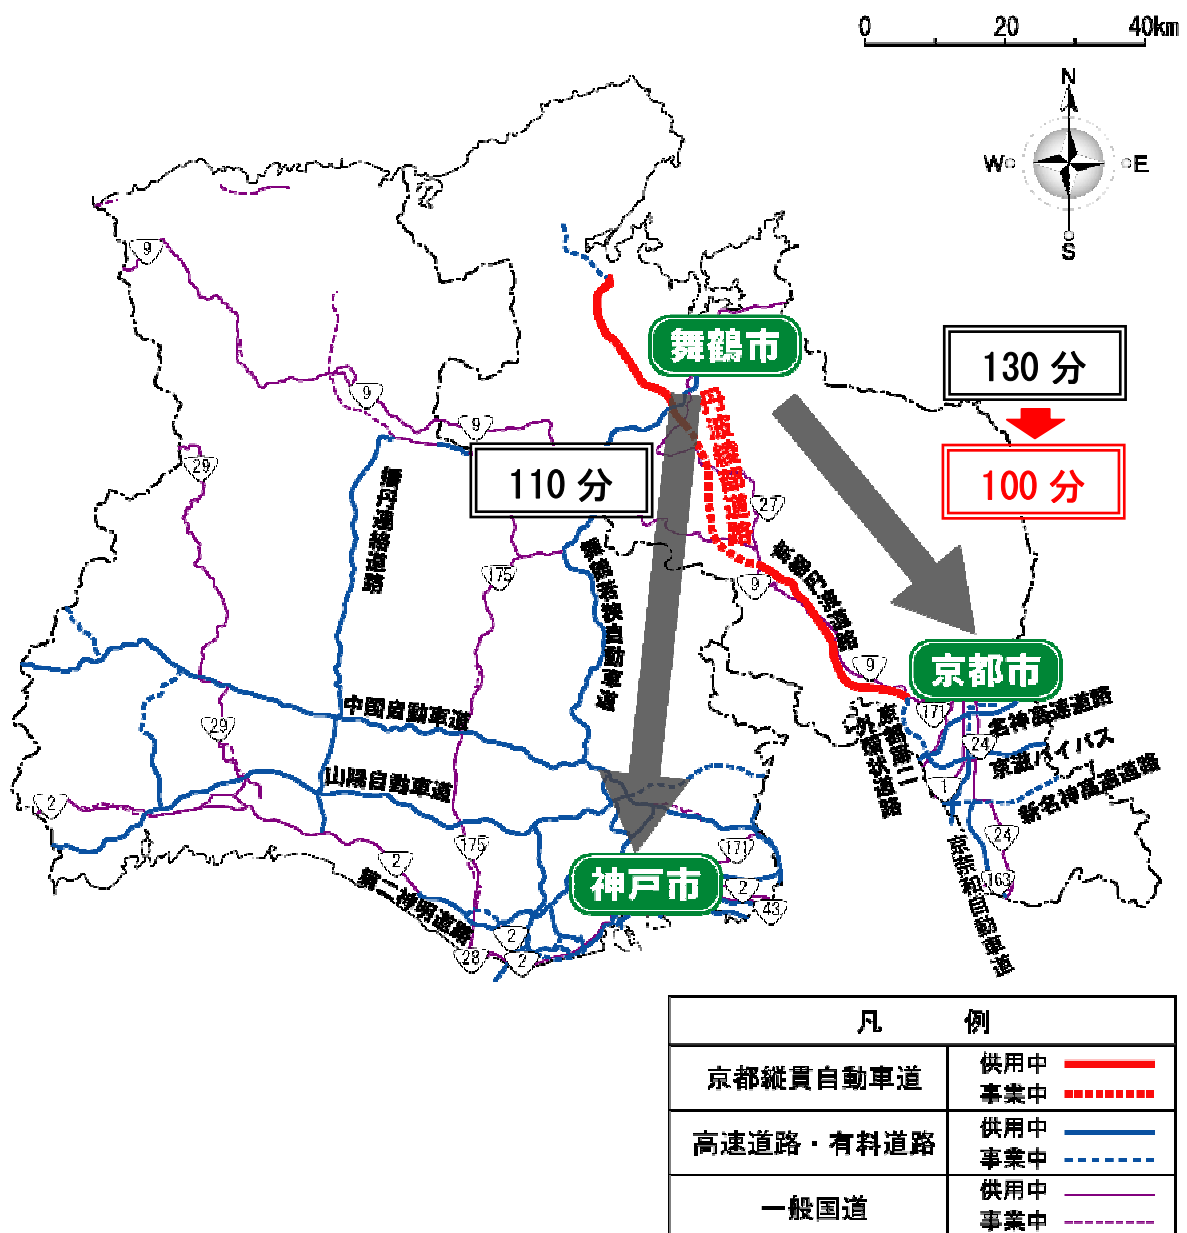 0 20 40km
N
W E
S
9
舞鶴市
130 分
9
9
丹波綾部道路
29
110 分
100 分
播但連絡道路
27
舞鶴若狭自動車道
175
9
京都丹波道路
9
京都市
29
中国自動車道
171
名神高速道路
京都第二
外環状道路
24
京滋バイパス
山陽自動車道
1
新名神高速道路
2
24
175
171
2
神戸市
163
2
43
第二神明道路
京奈和自動車道
2
28
2
凡 例
京都縦貫自動車道
供用中
事業中
高速道路・有料道路
供用中
事業中
一般国道
供用中
事業中